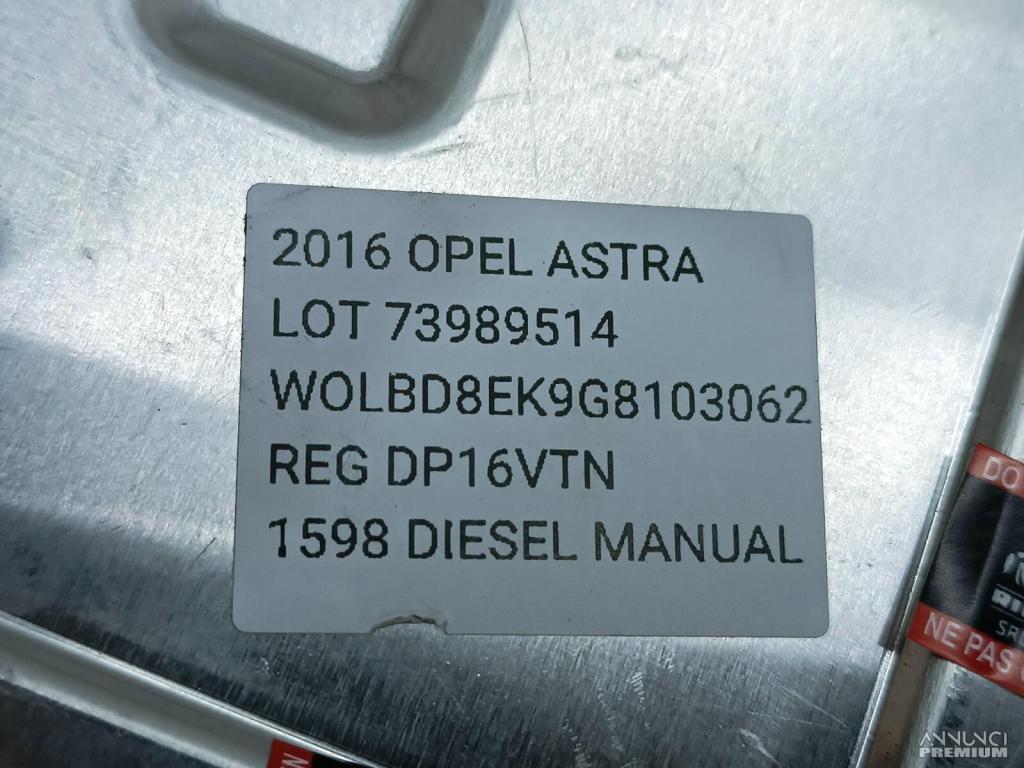 2016 OPEL ASTRA
LOT 73989514
WOLBD8EK9G8103062
REG DP16VTN
1598 DIESEL MANUAL
DO
NE PAS
ANNUNCI
PREMIUM